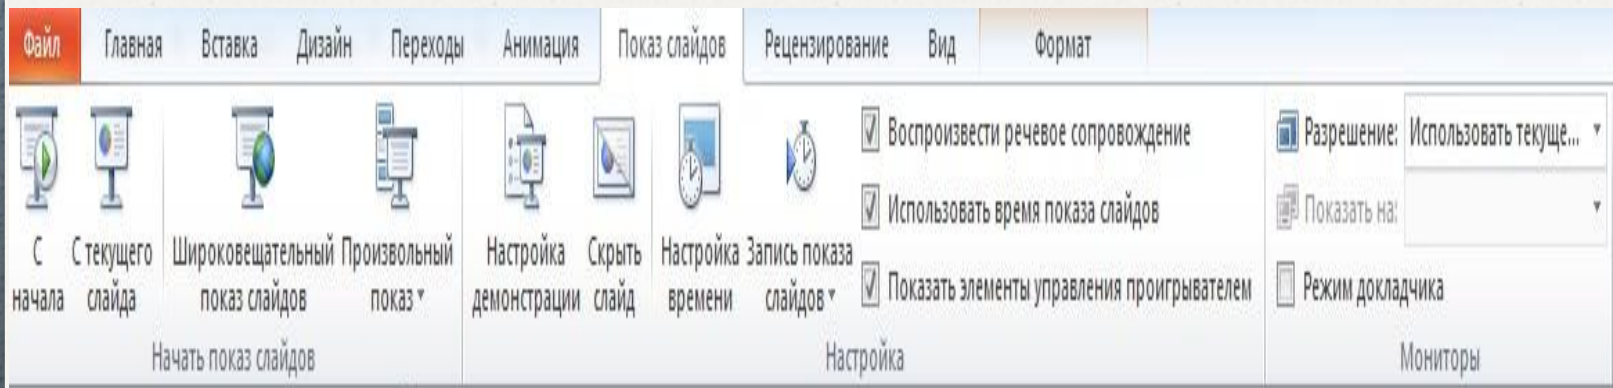 Файл Главная Вставка Дизайн Переходы Анимация Показ слайдов Рецензирование Вид Формат
С начала
С текущего слайда
Широковещательный показ слайдов
Произвольный показ
Настройка демонстрации
Скрыть слайд
Настройка времени
Запись показа слайдов
Воспроизвести речевое сопровождение
Использовать время показа слайдов
Показать элементы управления проигрывателем
Разрешение: Использовать текуще...
Показать на:
Режим докладчика
Начать показ слайдов
Настройка
Мониторы